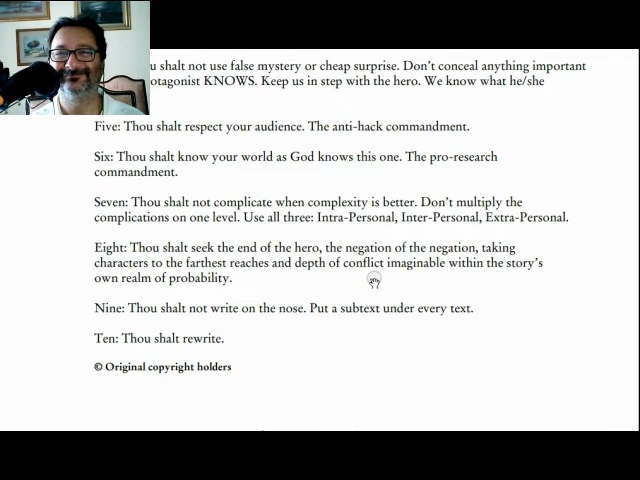 u shalt not use false mystery or cheap surprise. Don't conceal anything important
otagonist KNOWS. Keep us in step with the hero. We know what he/she
Five: Thou shalt respect your audience. The anti-hack commandment.
Six: Thou shalt know your world as God knows this one. The pro-research
commandment.
Seven: Thou shalt not complicate when complexity is better. Don't multiply the
complications on one level. Use all three: Intra-Personal, Inter-Personal, Extra-Personal.
Eight: Thou shalt seek the end of the hero, the negation of the negation, taking
characters to the farthest reaches and depth of conflict imaginable within the story's
own realm of probability.
Nine: Thou shalt not write on the nose. Put a subtext under every text.
Ten: Thou shalt rewrite.
© Original copyright holders